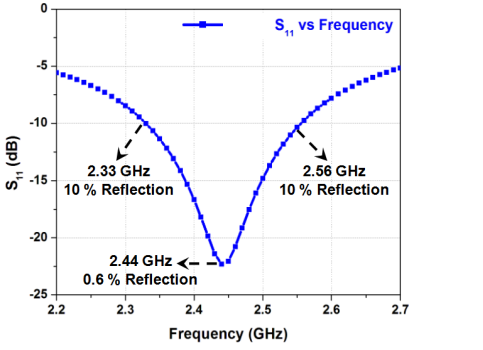 0
-5
-10
-15
-20
-25
S11 (dB)
S11 vs Frequency
2.33 GHz
10 % Reflection
2.56 GHz
10 % Reflection
2.44 GHz
0.6 % Reflection
2.2 2.3 2.4 2.5 2.6 2.7
Frequency (GHz)